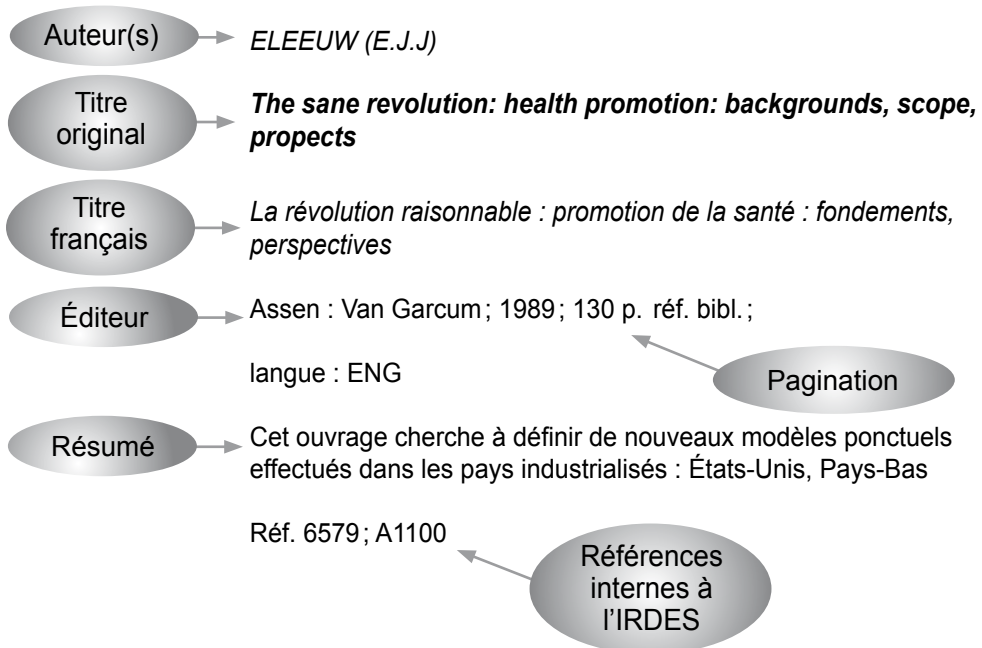 Auteur(s)
ELEEUW (E.J.J)
Titre
original
The sane revolution: health promotion: backgrounds, scope,
propects
Titre
français
La révolution raisonnable : promotion de la santé : fondements,
perspectives
Éditeur
Assen : Van Garcum ; 1989 ; 130 p. réf. bibl. ;
Pagination
langue : ENG
Résumé
Cet ouvrage cherche à définir de nouveaux modèles ponctuels
effectués dans les pays industrialisés : États-Unis, Pays-Bas
Réf. 6579 ; A1100
Références
internes à
l'IRDES